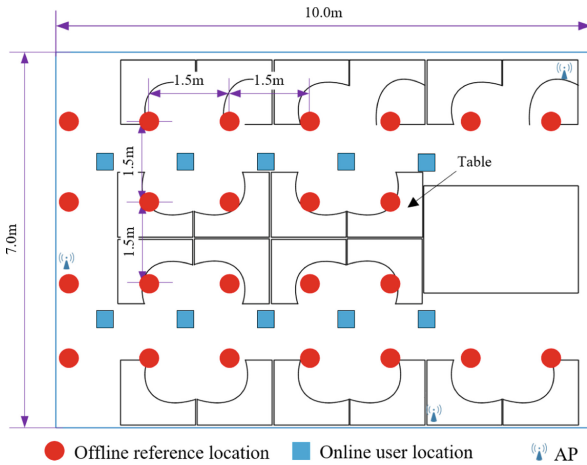 10.0m
1.5m
1.5m
1.5m
Table
1.5m
7.0m
Offline reference location
Online user location
AP